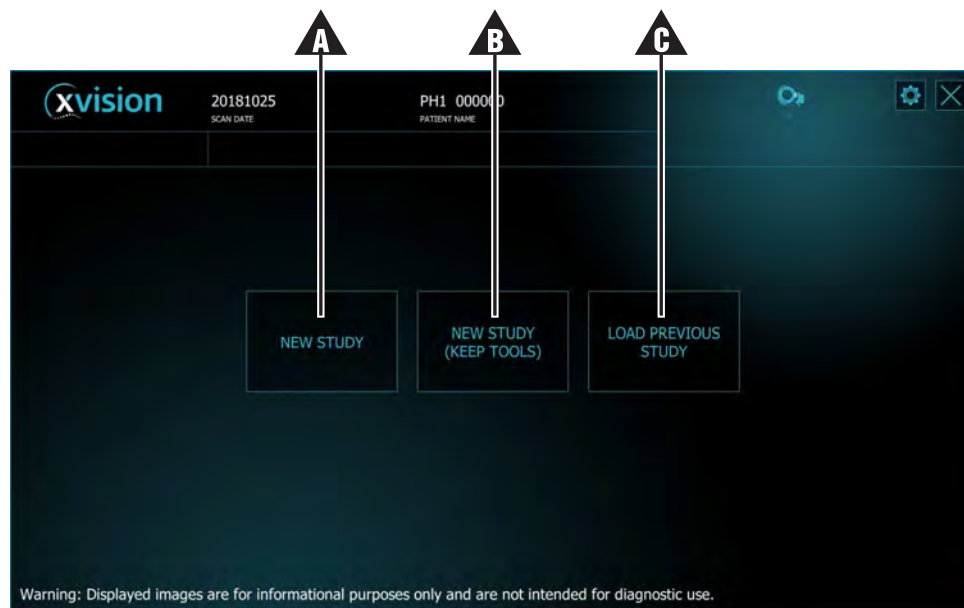 A B C
xvision 20181025 PH1 000000
SCAN DATE PATIENT NAME
NEW STUDY
NEW STUDY
(KEEP TOOLS)
LOAD PREVIOUS
STUDY
Warning: Displayed images are for informational purposes only and are not intended for diagnostic use.